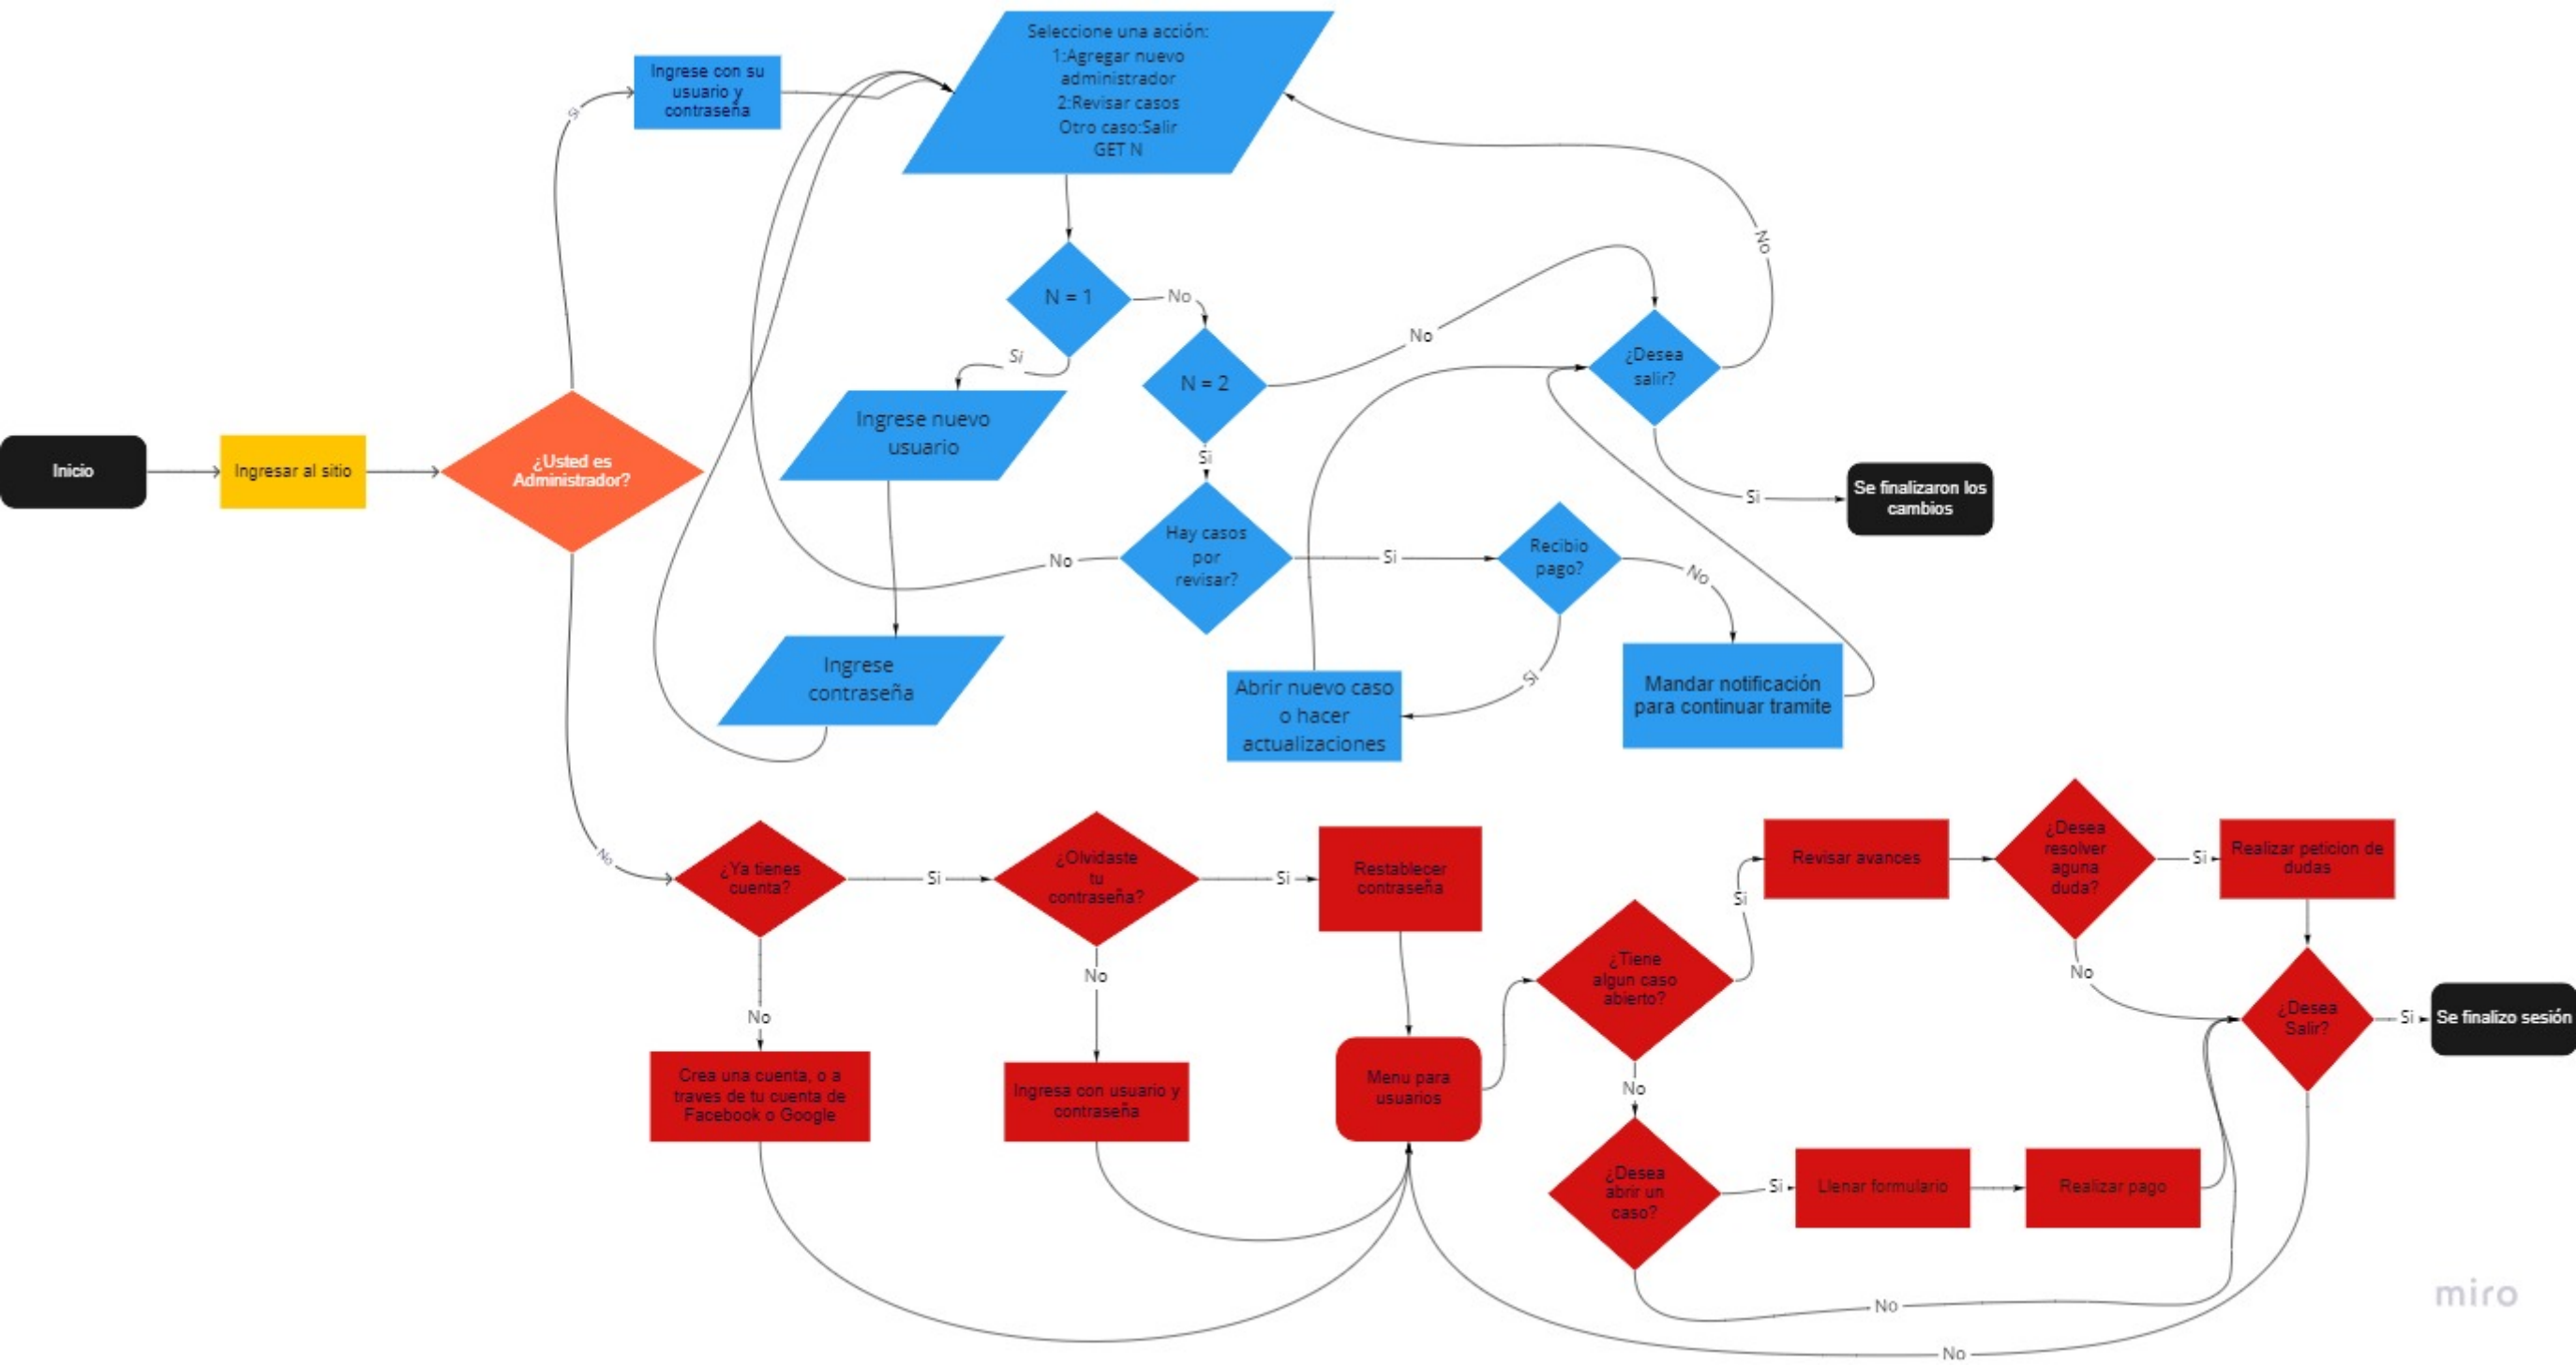 Seleccione una acción:
1:Agregar nuevo
administrador
2:Revisar casos
Otro caso:Salir
GET N
Ingrese con su
usuario y
contraseña
Si
No
N = 1
No
Si
N = 2
No
Si
¿Desea
salir?
Si
Se finalizaron los
cambios
Ingrese nuevo
usuario
Inicio
Ingresar al sitio
¿Usted es
Administrador?
Hay casos
por
revisar?
No
Si
Recibio
pago?
No
Si
Ingrese
contraseña
Abrir nuevo caso
o hacer
actualizaciones
Mandar notificación
para continuar tramite
No
¿Ya tienes
cuenta?
Si
¿Olvidaste
tu
contraseña?
Si
Restablecer
contraseña
Revisar avances
¿Desea
resolver
aguna
duda?
Si
Realizar peticion de
dudas
Si
¿Tiene
algun caso
abierto?
No
No
No
¿Desea
Salir?
Si
Se finalizo sesión
Crea una cuenta, o a
traves de tu cuenta de
Facebook o Google
Ingresa con usuario y
contraseña
Menu para
usuarios
No
¿Desea
abrir un
caso?
Si
Llenar formulario
Realizar pago
No
No
miro